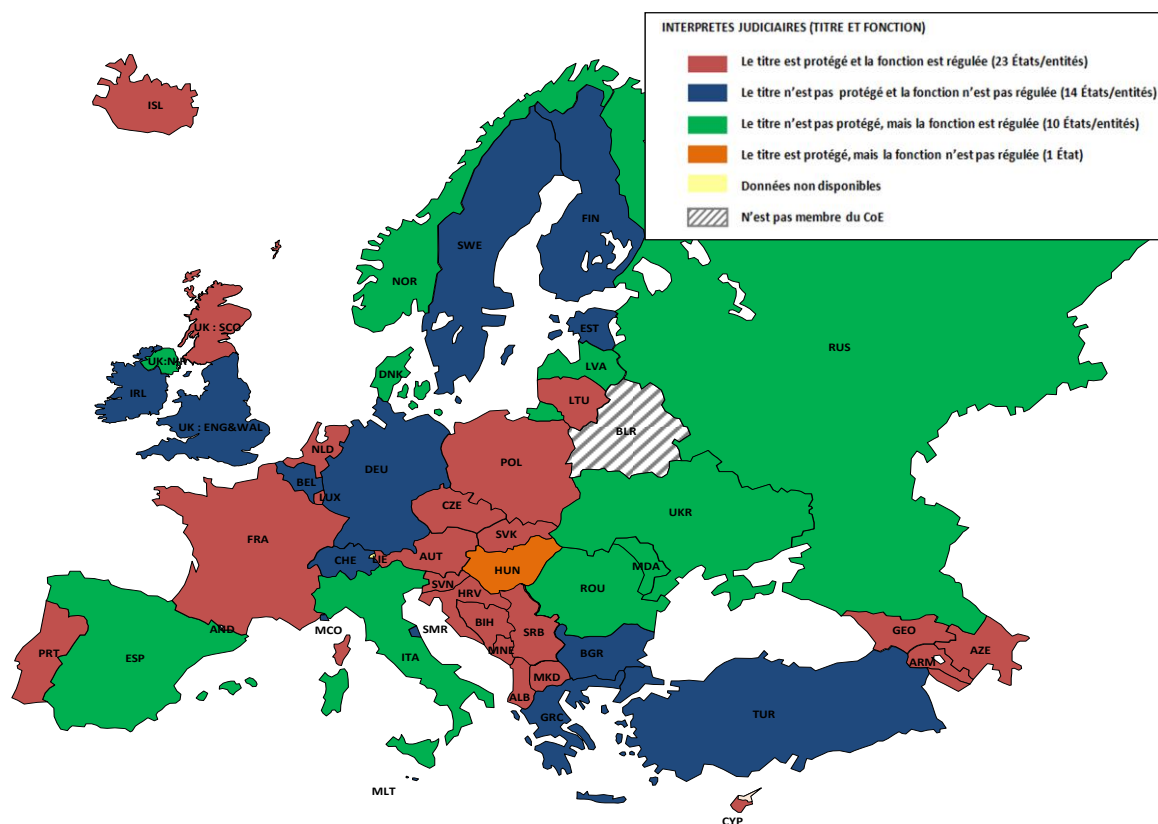 INTERPRETES JUDICIAIRES (TITRE ET FONCTION)
Le titre est protégé et la fonction est régulée (23 États/entités)
Le titre n'est pas protégé et la fonction n'est pas régulée (14 États/entités)
Le titre n'est pas protégé, mais la fonction est régulée (10 États/entités)
Le titre est protégé, mais la fonction n'est pas régulée (1 État)
Données non disponibles
N'est pas membre du CoE
ISL
FIN
SWE
NOR
UK : SCO
EST
RUS
UK:NIR
LVA
DNK
IRL
LTU
UK : ENG&WAL
BLR
NLD
POL
DEU
BEL
LUX
CZE
UKR
SVK
FRA
CHE
LIE
AUT
HUN
MDA
SVN
ROU
HRV
AND
MCO
SMR
BIH
SRB
GEO
PRT
ESP
ITA
MNE
BGR
AZE
ARM
MKD
ALB
GRC
TUR
MLT
CYP